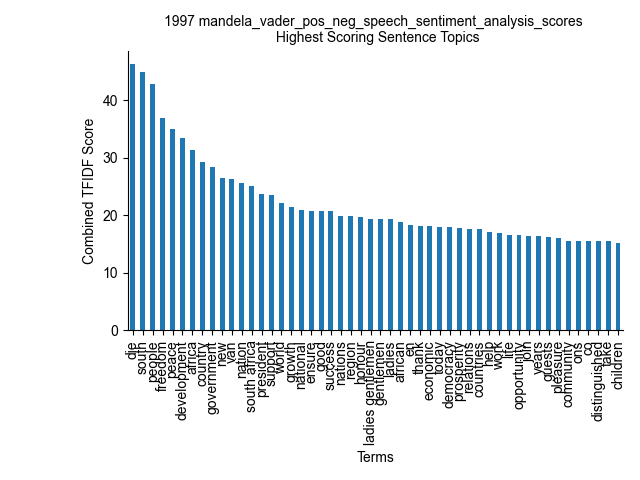 1997 mandela_vader_pos_neg_speech_sentiment_analysis_scores
Highest Scoring Sentence Topics
Combined TFIDF Score
40
30
20
10
0
die
south
people
freedom
peace
development
africa
country
government
new
van
nation
south africa
president
support
world
growth
national
ensure
good
success
nations
region
honour
ladies gentlemen
gentlemen
ladies
african
en
thank
economic
today
democracy
prosperity
relations
countries
help
work
life
opportunity
join
years
guests
pleasure
community
ons
co
distinguished
take
children
Terms